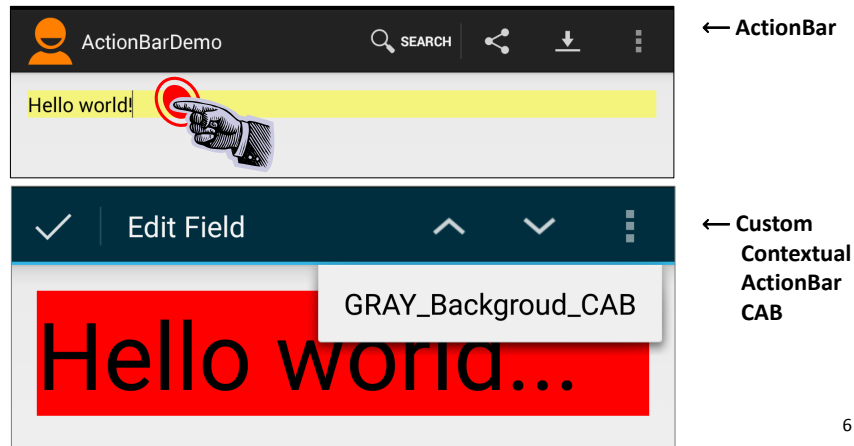 ActionBarDemo SEARCH
⟵ ActionBar
Hello world!
Edit Field
⟵ Custom
Contextual
ActionBar
CAB
GRAY_Backgroud_CAB
Hello world...
6